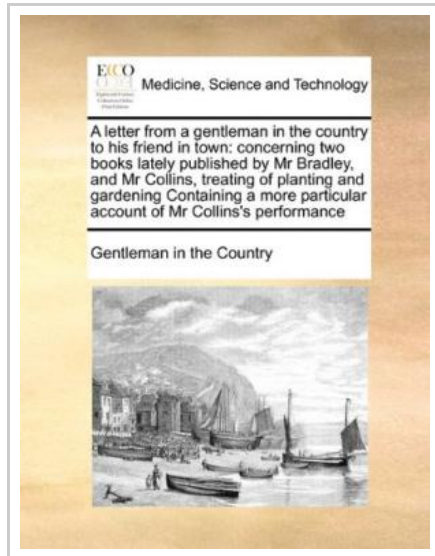 ECCO
Medicine, Science and Technology
A letter from a gentleman in the country
to his friend in town: concerning two
books lately published by Mr Bradley,
and Mr Collins, treating of planting and
gardening Containing a more particular
account of Mr Collins's performance
Gentleman in the Country